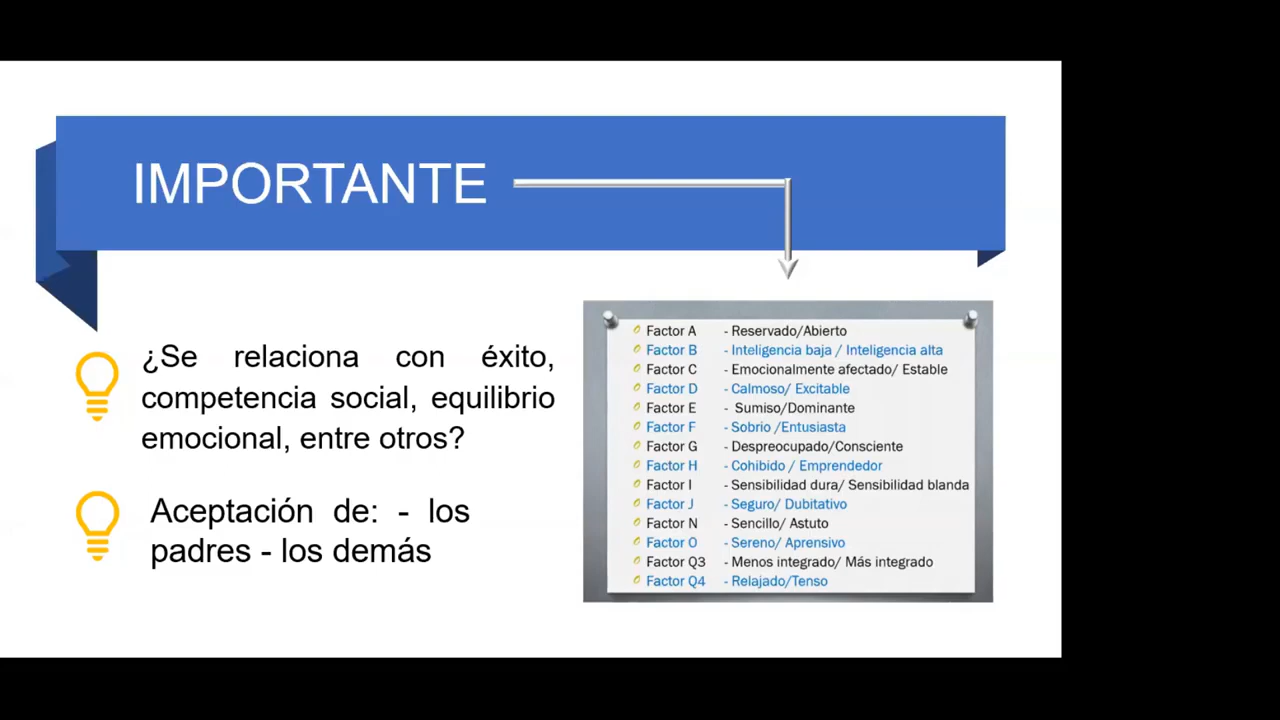 IMPORTANTE
¿Se relaciona con éxito,
competencia social, equilibrio
emocional, entre otros?
Aceptación de: - los
padres - los demás
Factor A - Reservado/Abierto
Factor B - Inteligencia baja / Inteligencia alta
Factor C - Emocionalmente afectado/ Estable
Factor D - Calmoso/ Excitable
Factor E - Sumiso/Dominante
Factor F - Sobrio /Entusiasta
Factor G - Despreocupado/Consciente
Factor H - Cohibido / Emprendedor
Factor I - Sensibilidad dura/ Sensibilidad blanda
Factor J - Seguro/ Dubitativo
Factor N - Sencillo/ Astuto
Factor O - Sereno/ Aprensivo
Factor Q3 - Menos integrado/ Más integrado
Factor Q4 - Relajado/Tenso